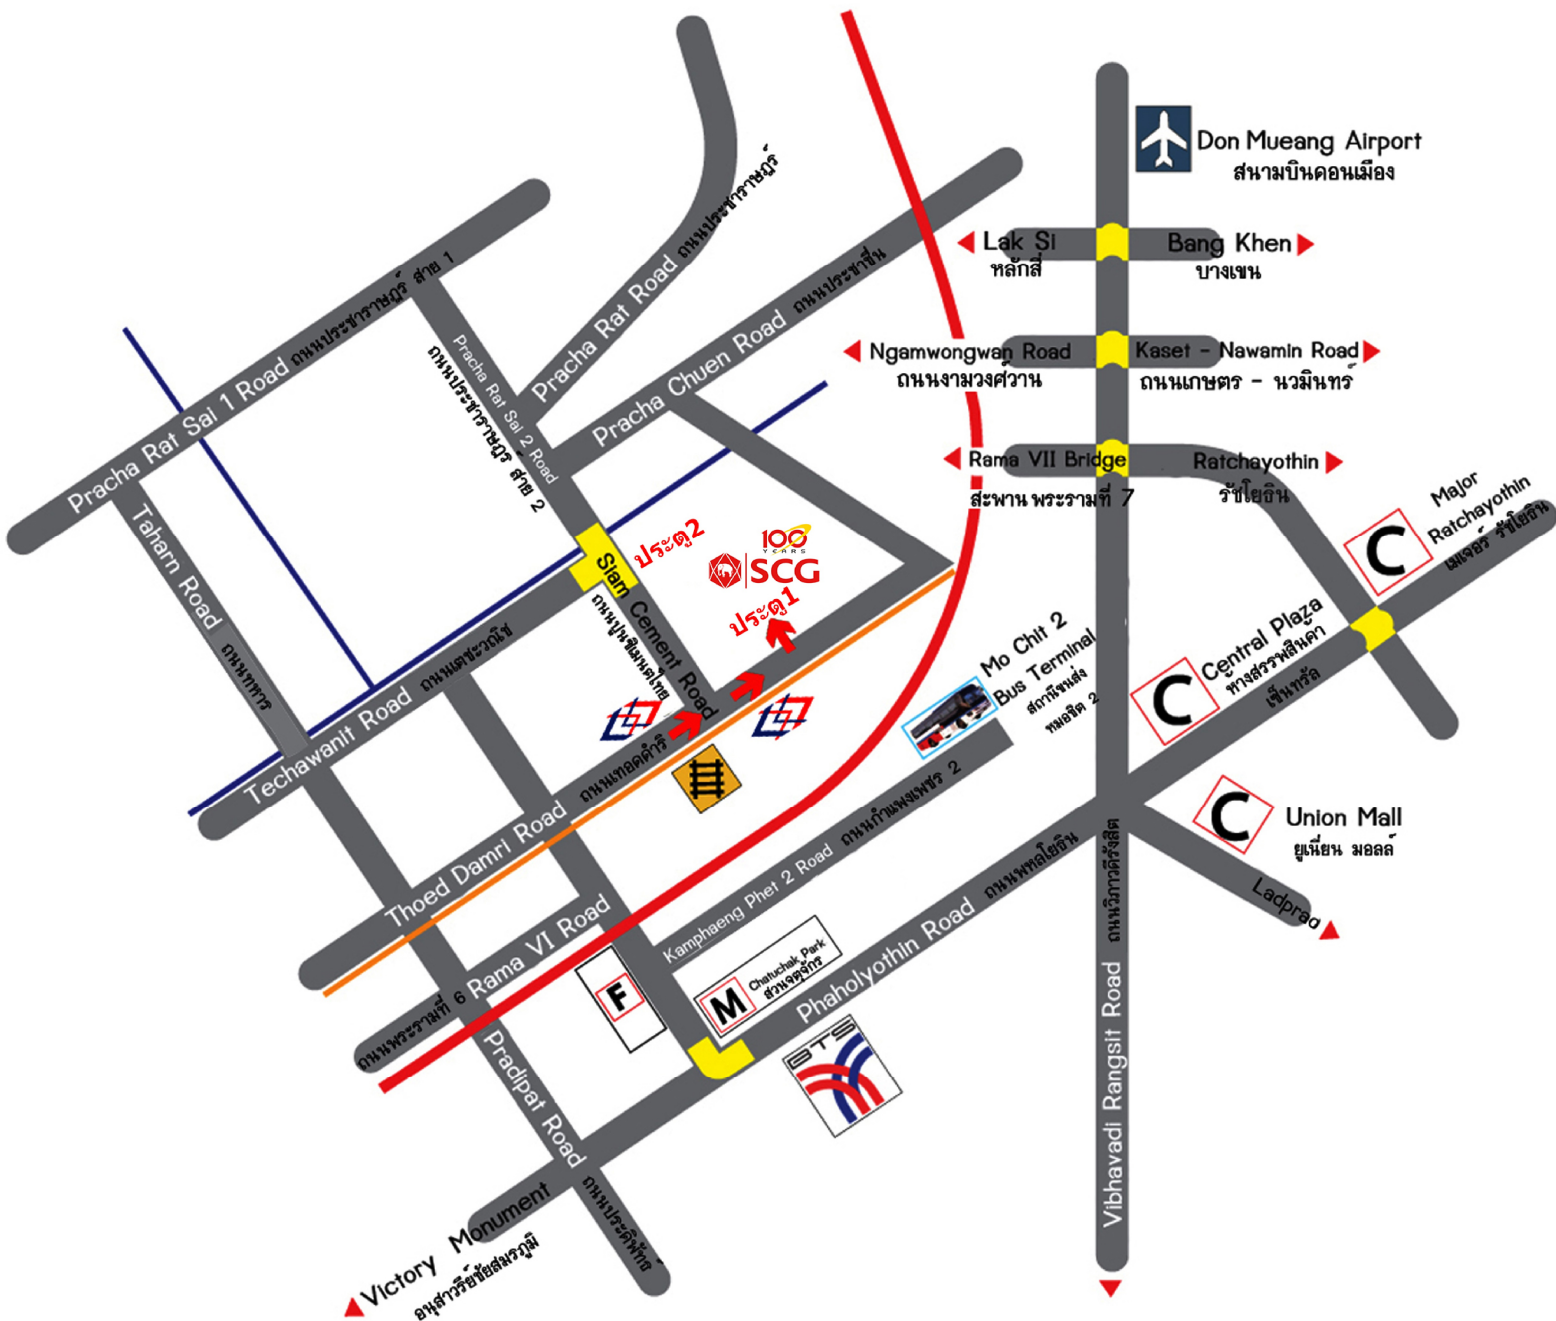 Don Mueang Airport
สนามบินดอนเมือง
Lak Si
หลักสี่
Bang Khen
บางเขน
Ngamwongwan Road
ถนนงามวงศ์วาน
Kaset - Nawamin Road
ถนนเกษตร - นวมินทร์
Rama VII Bridge
สะพาน พระรามที่ 7
Ratchayothin
รัชโยธิน
Major
Ratchayothin
เมเจอร์ รัชโยธิน
C
Central Plaza
ห้างสรรพสินค้า
เซ็นทรัล
C
C
Union Mall
ยูเนี่ยน มอลล์
Ladprao
Pracha Rat Sai 1 Road ถนนประชาราษฎร์ สาย 1
Pracha Rat Sai 2 Road
ถนนประชาราษฎร์ สาย 2
Pracha Rat Road ถนนประชาราษฎร์
Pracha Chuen Road ถนนประชาชื่น
Taharn Road ถนนทหาร
ประตู2
100
YEARS
SCG
ประตู1
Siam Cement Road
ถนนปูนซิเมนต์ไทย
Techawanit Road ถนนเตชะวณิช
Thoed Damri Road ถนนเทอดดำริ
Mo Chit 2
Bus Terminal
สถานีขนส่ง
หมอชิต 2
Kamphaeng Phet 2 Road ถนนกำแพงเพชร 2
ถนนพระรามที่ 6 Rama VI Road
F
M
Chatuchak Park
สวนจตุจักร
Phaholyothin Road ถนนพหลโยธิน
BTS
Pradipat Road ถนนประดิพัทธ์
Vibhavadi Rangsit Road ถนนวิภาวดีรังสิต
Victory Monument
อนุสาวรีย์ชัยสมรภูมิ